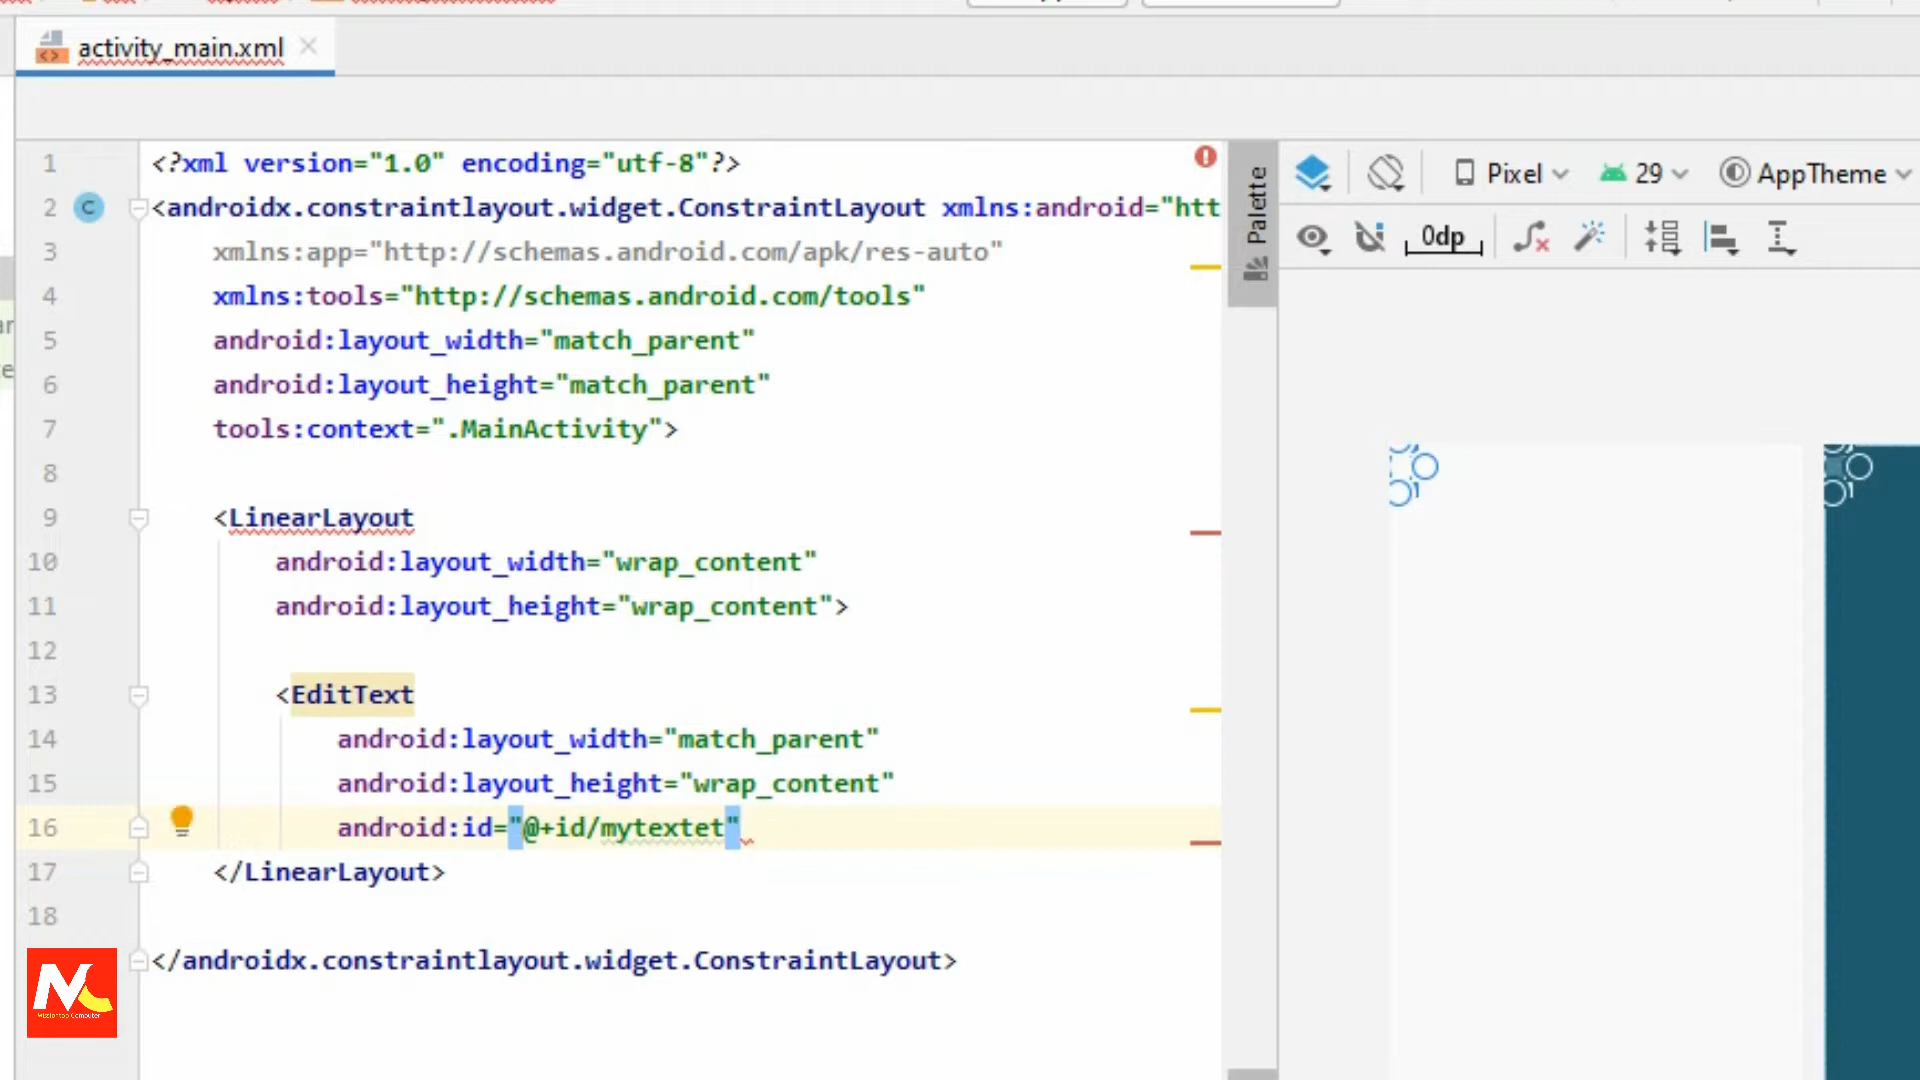 activity_main.xml
1 <?xml version="1.0" encoding="utf-8"?>
2 <androidx.constraintlayout.widget.ConstraintLayout xmlns:android="htt
3 xmlns:app="http://schemas.android.com/apk/res-auto"
4 xmlns:tools="http://schemas.android.com/tools"
5 android:layout_width="match_parent"
6 android:layout_height="match_parent"
7 tools:context=".MainActivity">
8
9 <LinearLayout
10 android:layout_width="wrap_content"
11 android:layout_height="wrap_content">
12
13 <EditText
14 android:layout_width="match_parent"
15 android:layout_height="wrap_content"
16 android:id="@+id/mytextet"
17 </LinearLayout>
18
</androidx.constraintlayout.widget.ConstraintLayout>
C
Palette
Pixel 29 AppTheme
0dp